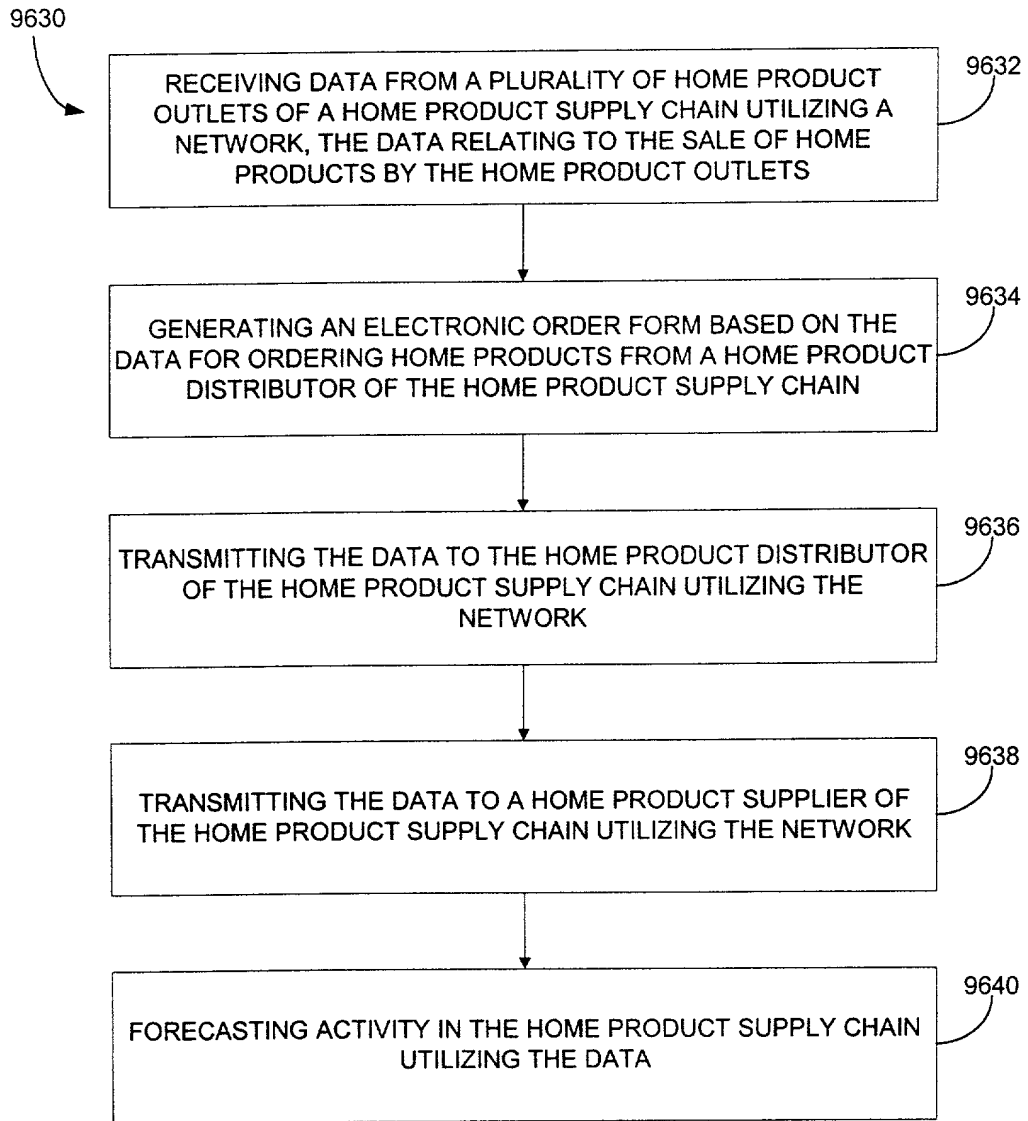 9630
RECEIVING DATA FROM A PLURALITY OF HOME PRODUCT
OUTLETS OF A HOME PRODUCT SUPPLY CHAIN UTILIZING A
NETWORK, THE DATA RELATING TO THE SALE OF HOME
PRODUCTS BY THE HOME PRODUCT OUTLETS
9632
GENERATING AN ELECTRONIC ORDER FORM BASED ON THE
DATA FOR ORDERING HOME PRODUCTS FROM A HOME PRODUCT
DISTRIBUTOR OF THE HOME PRODUCT SUPPLY CHAIN
9634
TRANSMITTING THE DATA TO THE HOME PRODUCT DISTRIBUTOR
OF THE HOME PRODUCT SUPPLY CHAIN UTILIZING THE
NETWORK
9636
TRANSMITTING THE DATA TO A HOME PRODUCT SUPPLIER OF
THE HOME PRODUCT SUPPLY CHAIN UTILIZING THE NETWORK
9638
FORECASTING ACTIVITY IN THE HOME PRODUCT SUPPLY CHAIN
UTILIZING THE DATA
9640